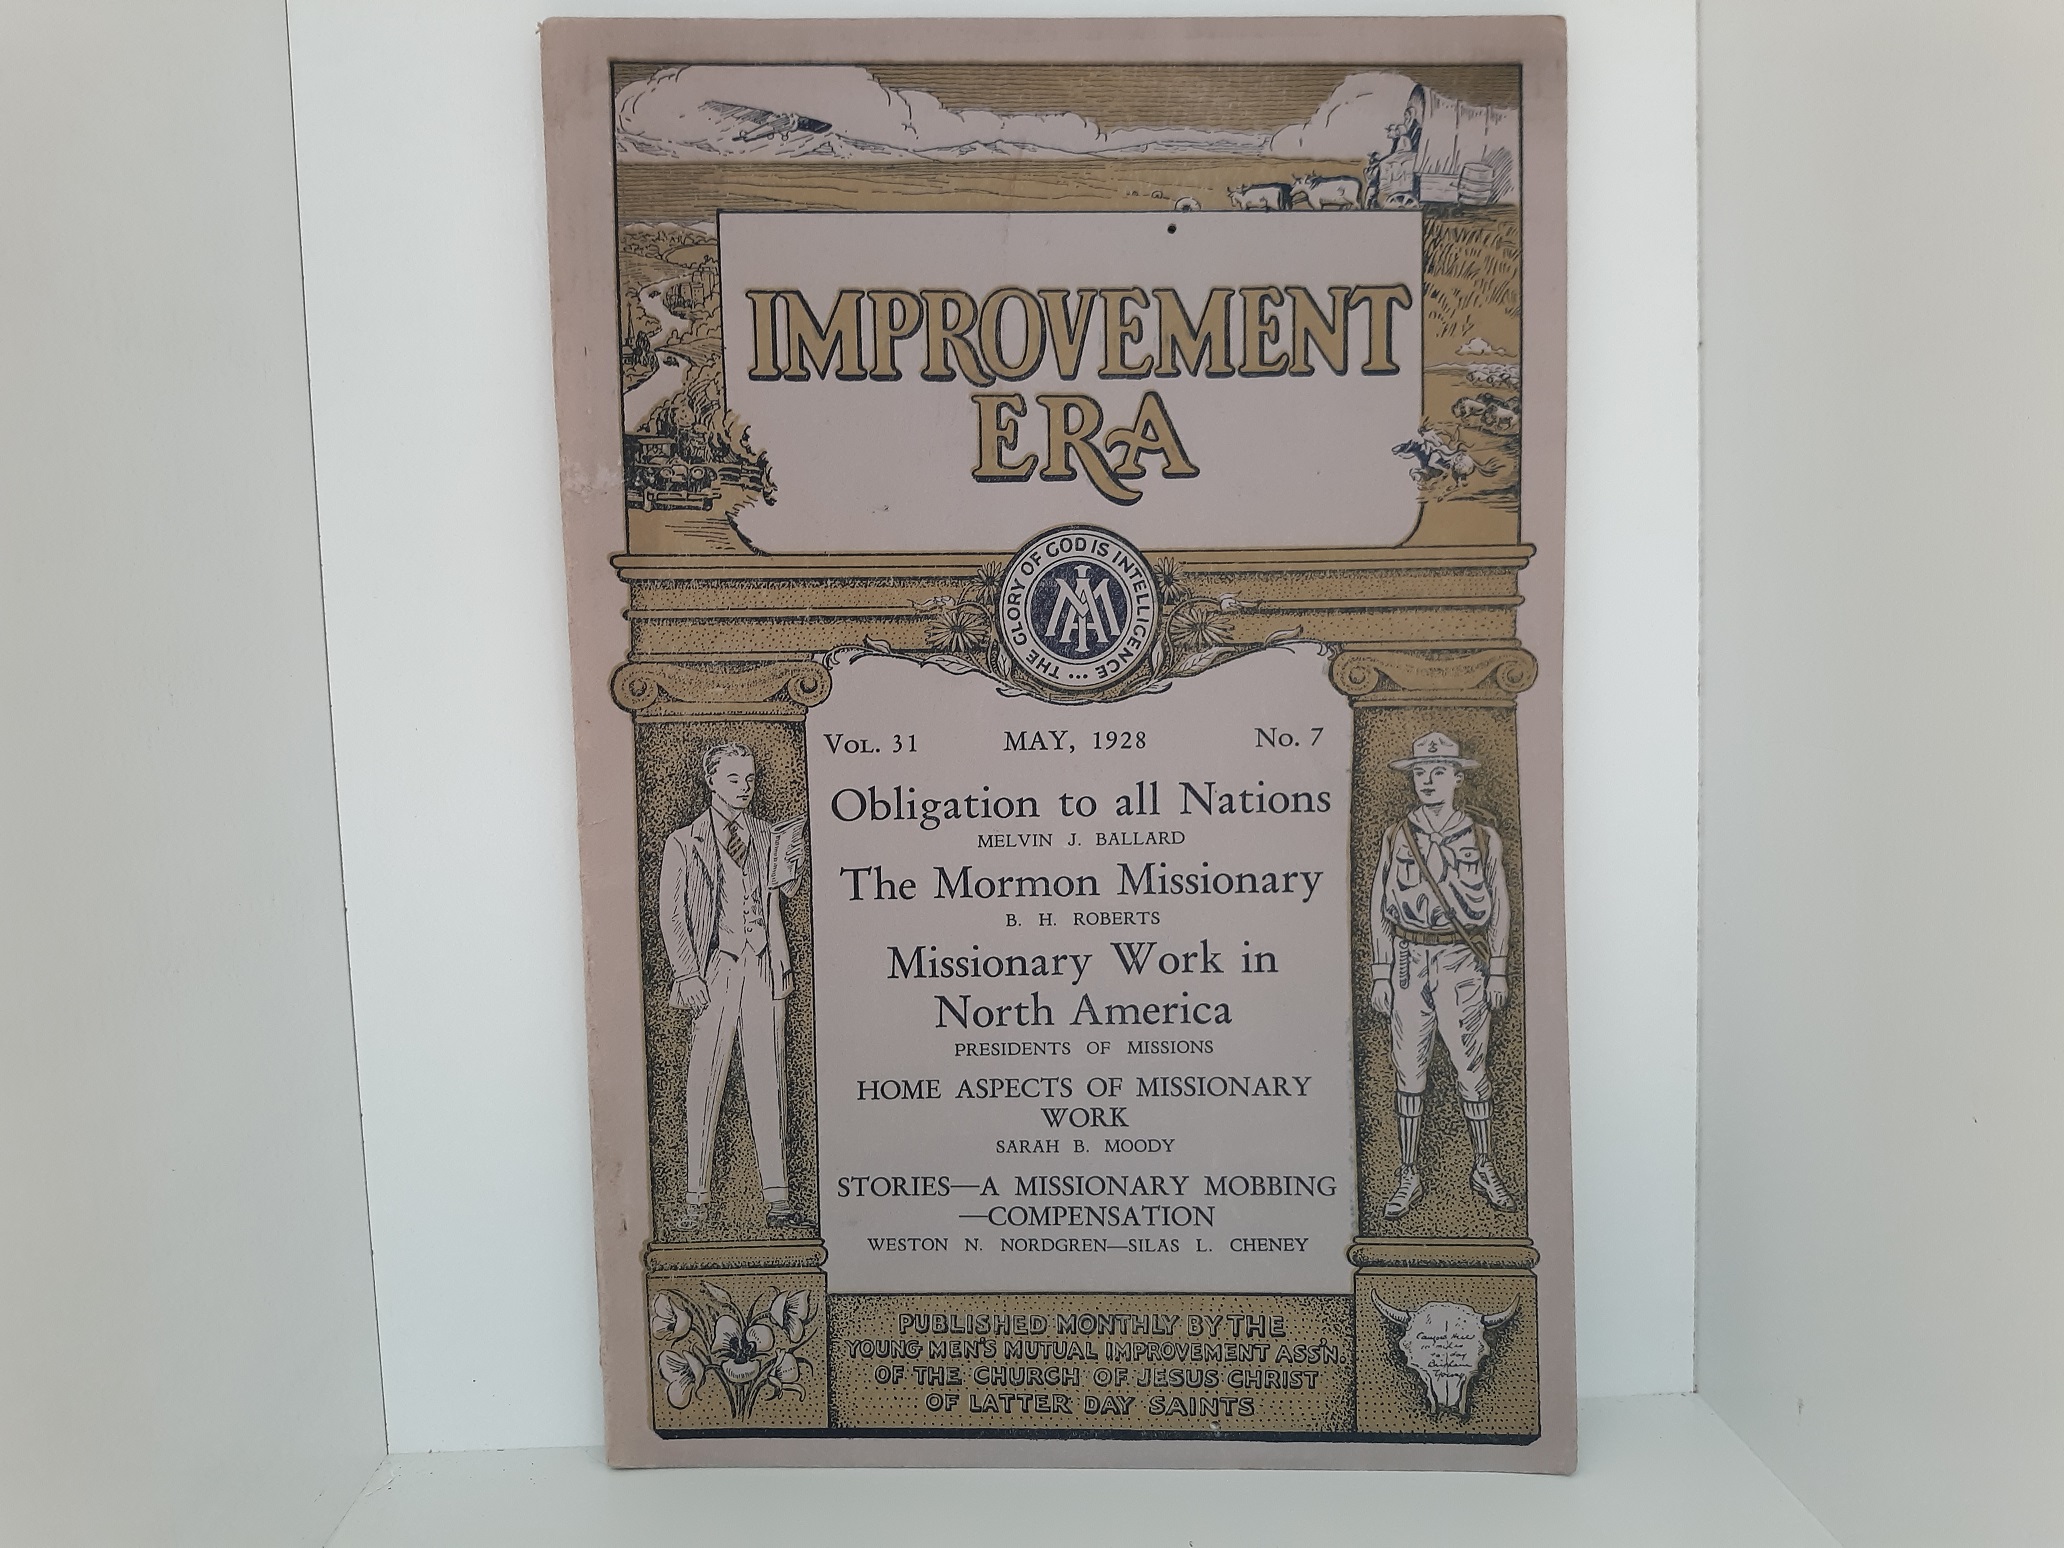 IMPROVEMENT
ERA
THE GLORY OF GOD IS INTELLIGENCE
MIA
VOL. 31 MAY, 1928 No. 7
Obligation to all Nations
MELVIN J. BALLARD
The Mormon Missionary
B. H. ROBERTS
Missionary Work in
North America
PRESIDENTS OF MISSIONS
HOME ASPECTS OF MISSIONARY
WORK
SARAH B. MOODY
STORIES—A MISSIONARY MOBBING
—COMPENSATION
WESTON N. NORDGREN—SILAS L. CHENEY
PUBLISHED MONTHLY BY THE
YOUNG MEN'S MUTUAL IMPROVEMENT ASS'N.
OF THE CHURCH OF JESUS CHRIST
OF LATTER DAY SAINTS
Brigham
Young